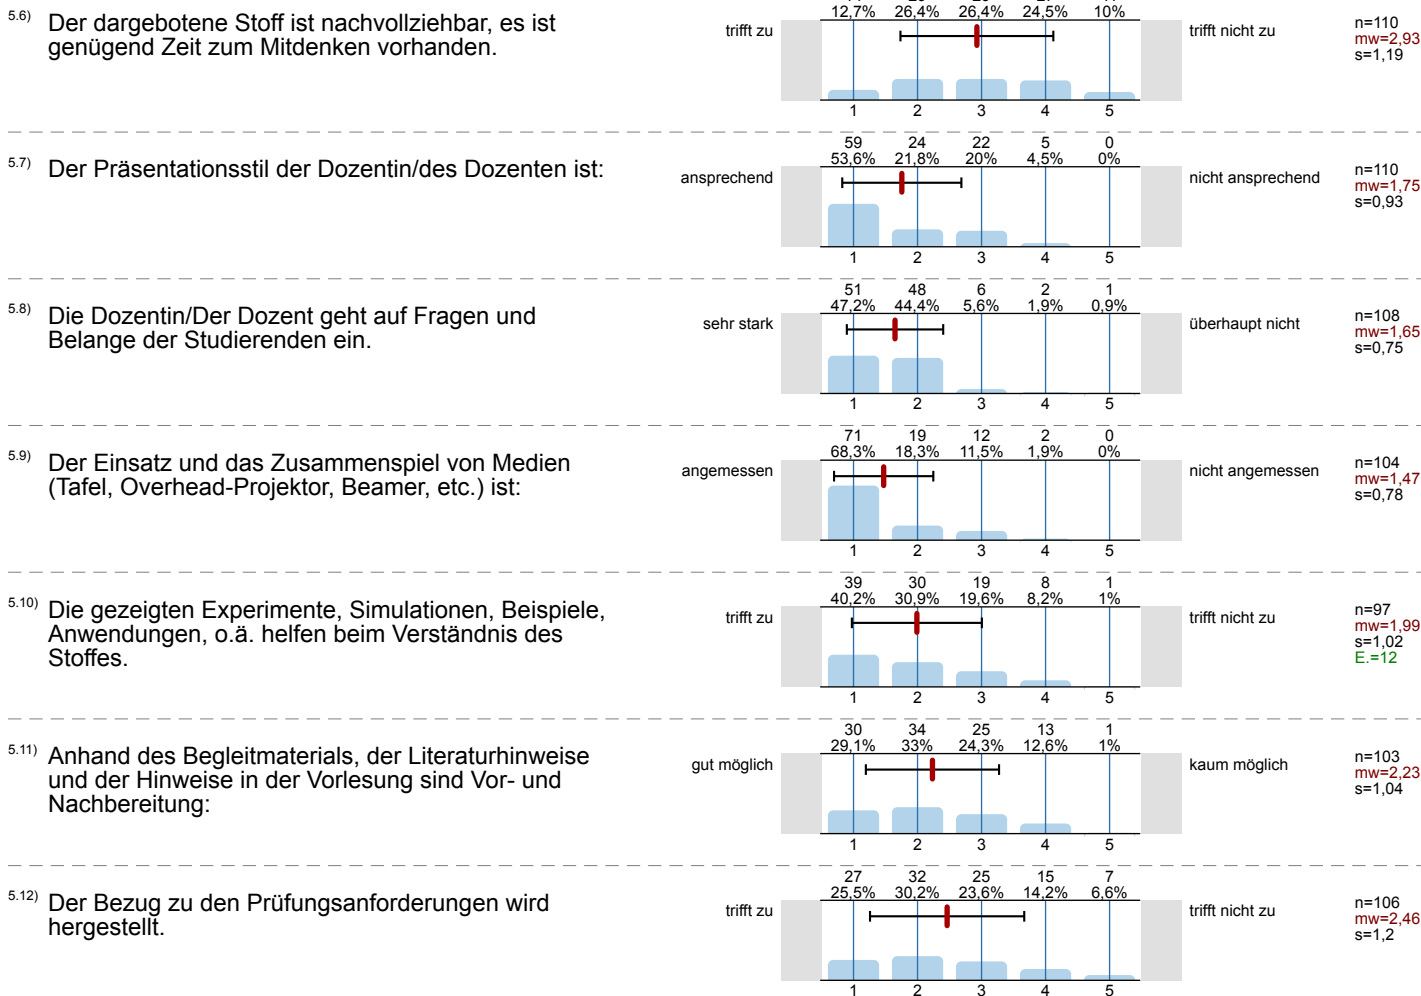 5.6) Der dargebotene Stoff ist nachvollziehbar, es ist
genügend Zeit zum Mitdenken vorhanden.
trifft zu
12,7% 26,4% 26,4% 24,5% 10%
1 2 3 4 5
trifft nicht zu
n=110
mw=2,93
s=1,19
5.7) Der Präsentationsstil der Dozentin/des Dozenten ist:
ansprechend
59 24 22 5 0
53,6% 21,8% 20% 4,5% 0%
1 2 3 4 5
nicht ansprechend
n=110
mw=1,75
s=0,93
5.8) Die Dozentin/Der Dozent geht auf Fragen und
Belange der Studierenden ein.
sehr stark
51 48 6 2 1
47,2% 44,4% 5,6% 1,9% 0,9%
1 2 3 4 5
überhaupt nicht
n=108
mw=1,65
s=0,75
5.9) Der Einsatz und das Zusammenspiel von Medien
(Tafel, Overhead-Projektor, Beamer, etc.) ist:
angemessen
71 19 12 2 0
68,3% 18,3% 11,5% 1,9% 0%
1 2 3 4 5
nicht angemessen
n=104
mw=1,47
s=0,78
5.10) Die gezeigten Experimente, Simulationen, Beispiele,
Anwendungen, o.ä. helfen beim Verständnis des
Stoffes.
trifft zu
39 30 19 8 1
40,2% 30,9% 19,6% 8,2% 1%
1 2 3 4 5
trifft nicht zu
n=97
mw=1,99
s=1,02
E.=12
5.11) Anhand des Begleitmaterials, der Literaturhinweise
und der Hinweise in der Vorlesung sind Vor- und
Nachbereitung:
gut möglich
30 34 25 13 1
29,1% 33% 24,3% 12,6% 1%
1 2 3 4 5
kaum möglich
n=103
mw=2,23
s=1,04
5.12) Der Bezug zu den Prüfungsanforderungen wird
hergestellt.
trifft zu
27 32 25 15 7
25,5% 30,2% 23,6% 14,2% 6,6%
1 2 3 4 5
trifft nicht zu
n=106
mw=2,46
s=1,2